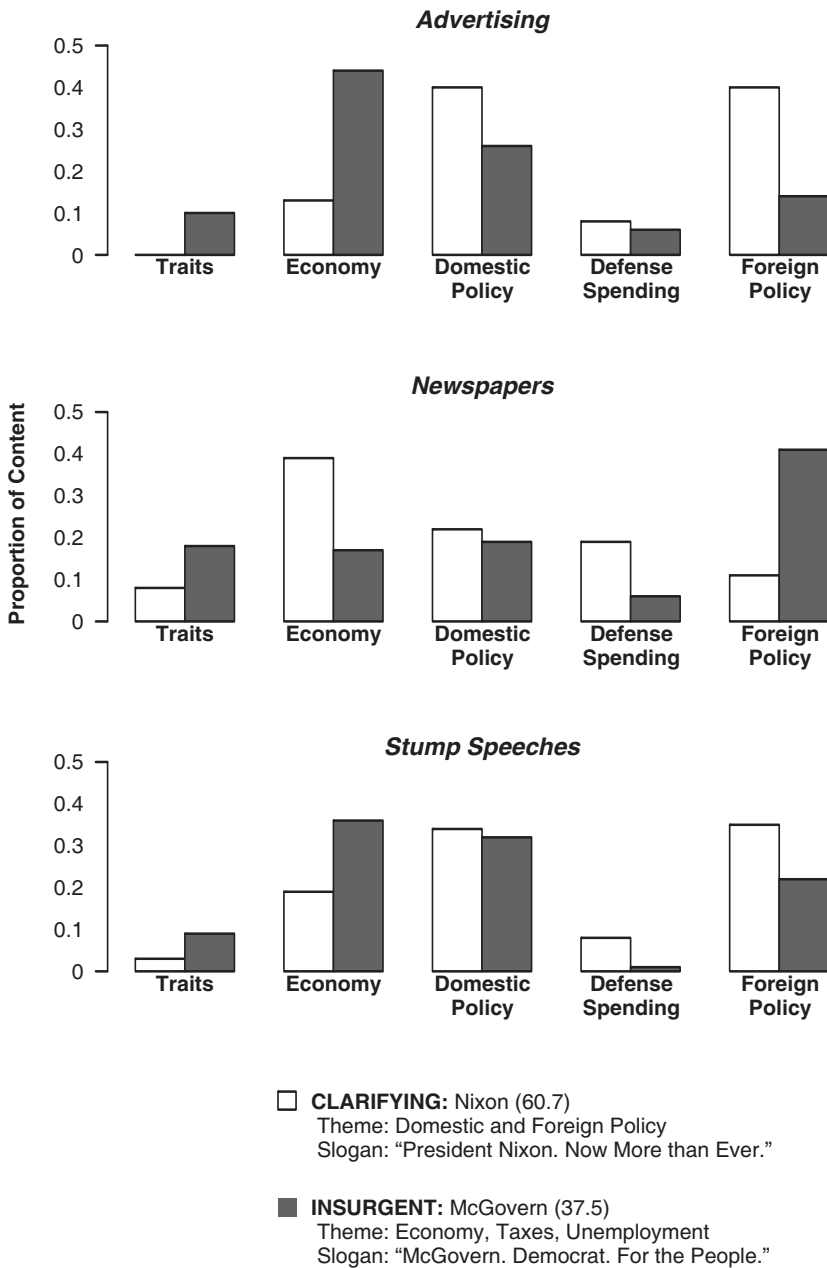 Advertising
0.5
0.4
0.3
0.2
0.1
0
Traits Economy Domestic Defense Foreign
Policy Spending Policy
Newspapers
Proportion of Content
0.5
0.4
0.3
0.2
0.1
0
Traits Economy Domestic Defense Foreign
Policy Spending Policy
Stump Speeches
0.5
0.4
0.3
0.2
0.1
0
Traits Economy Domestic Defense Foreign
Policy Spending Policy
CLARIFYING: Nixon (60.7)
Theme: Domestic and Foreign Policy
Slogan: “President Nixon. Now More than Ever.”
INSURGENT: McGovern (37.5)
Theme: Economy, Taxes, Unemployment
Slogan: “McGovern. Democrat. For the People.”